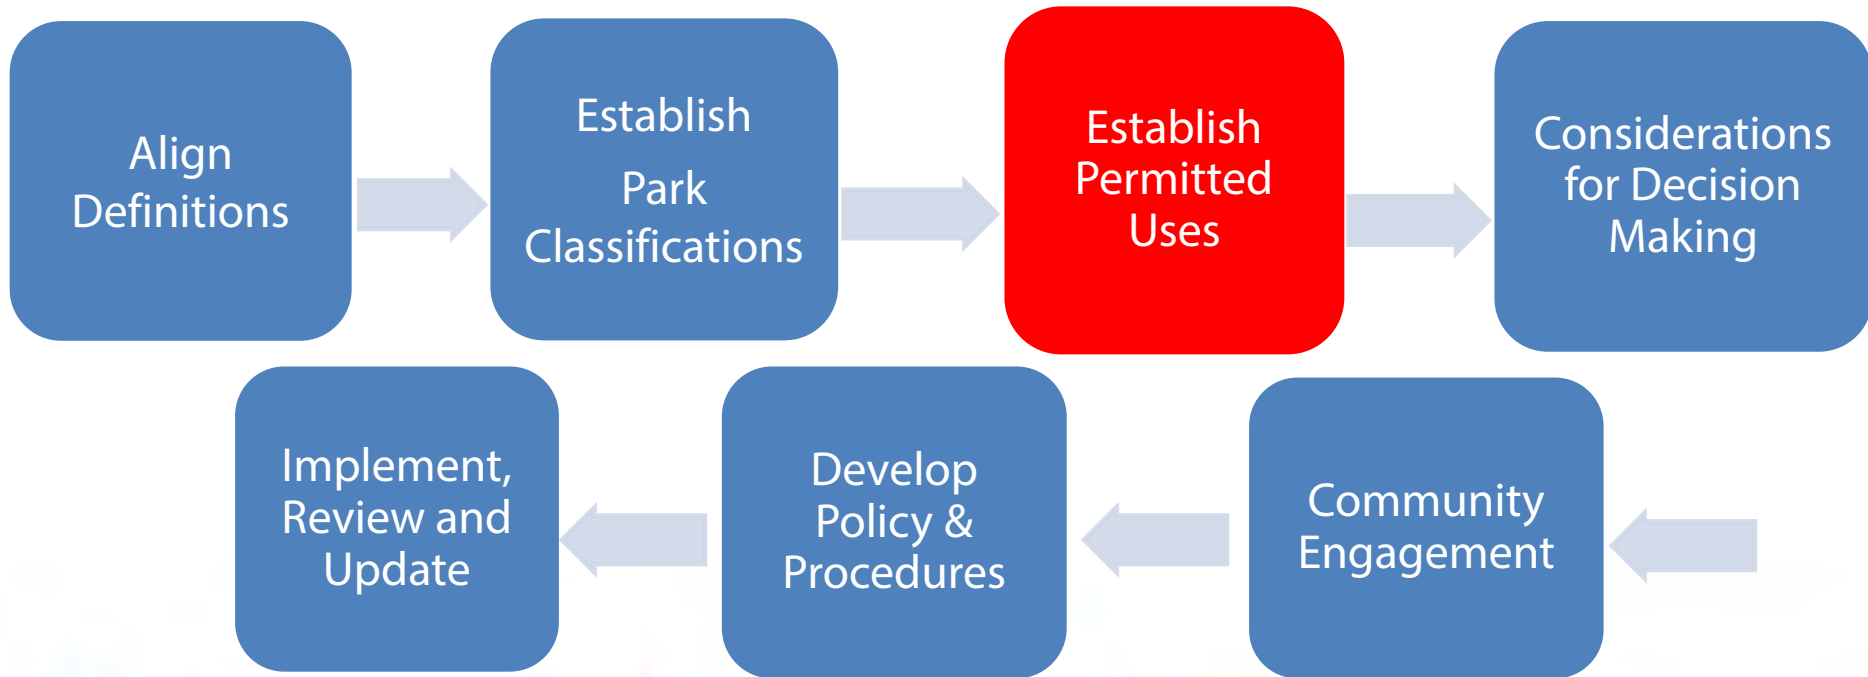 Align
Definitions
Establish
Park
Classifications
Establish
Permitted
Uses
Considerations
for Decision
Making
Implement,
Review and
Update
Develop
Policy &
Procedures
Community
Engagement